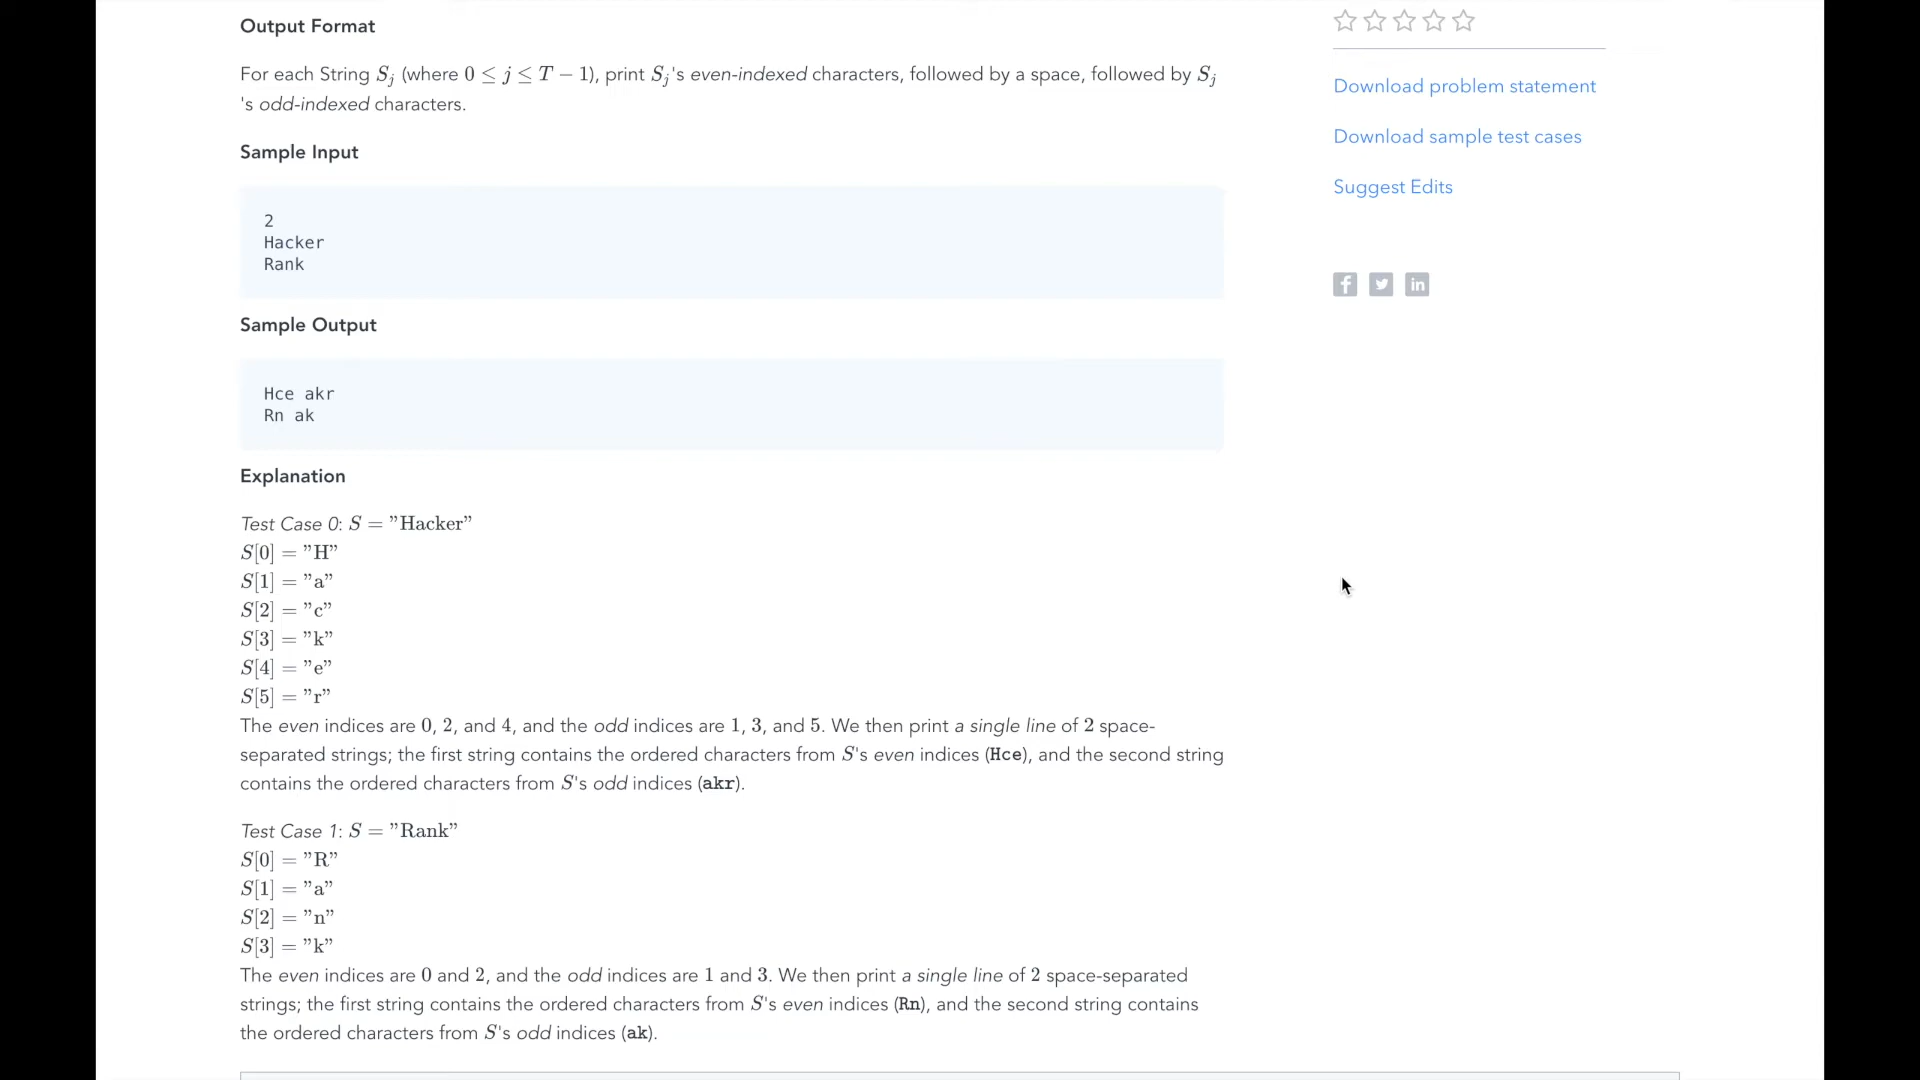 Output Format
For each String Sj (where 0 ≤ j ≤ T − 1), print Sj's even-indexed characters, followed by a space, followed by Sj
's odd-indexed characters.
Sample Input
2
Hacker
Rank
Sample Output
Hce akr
Rn ak
Explanation
Test Case 0: S = ”Hacker”
S[0] = ”H”
S[1] = ”a”
S[2] = ”c”
S[3] = ”k”
S[4] = ”e”
S[5] = ”r”
The even indices are 0, 2, and 4, and the odd indices are 1, 3, and 5. We then print a single line of 2 space-
separated strings; the first string contains the ordered characters from S's even indices (Hce), and the second string
contains the ordered characters from S's odd indices (akr).
Test Case 1: S = ”Rank”
S[0] = ”R”
S[1] = ”a”
S[2] = ”n”
S[3] = ”k”
The even indices are 0 and 2, and the odd indices are 1 and 3. We then print a single line of 2 space-separated
strings; the first string contains the ordered characters from S's even indices (Rn), and the second string contains
the ordered characters from S's odd indices (ak).
Download problem statement
Download sample test cases
Suggest Edits
f
in